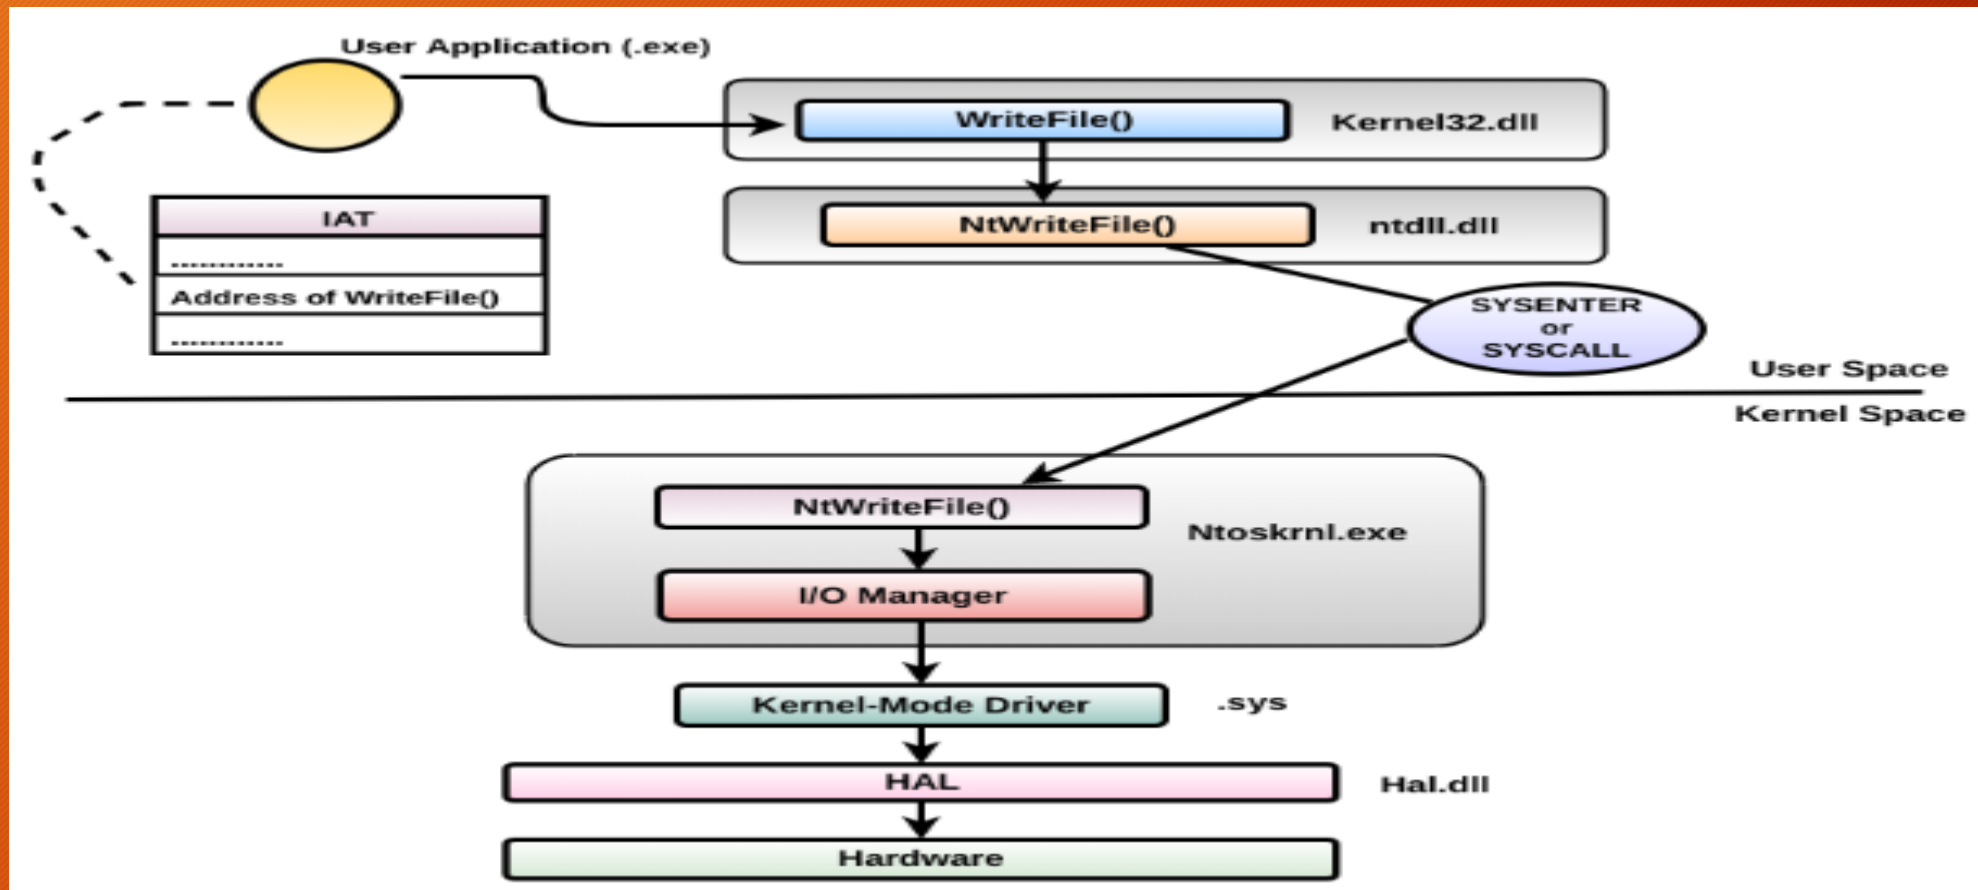 User Application (.exe)
WriteFile()
Kernel32.dll
NtWriteFile()
ntdll.dll
IAT
............
Address of WriteFile()
............
SYSENTER
or
SYSCALL
User Space
Kernel Space
NtWriteFile()
Ntoskrnl.exe
I/O Manager
Kernel-Mode Driver
.sys
HAL
Hal.dll
Hardware